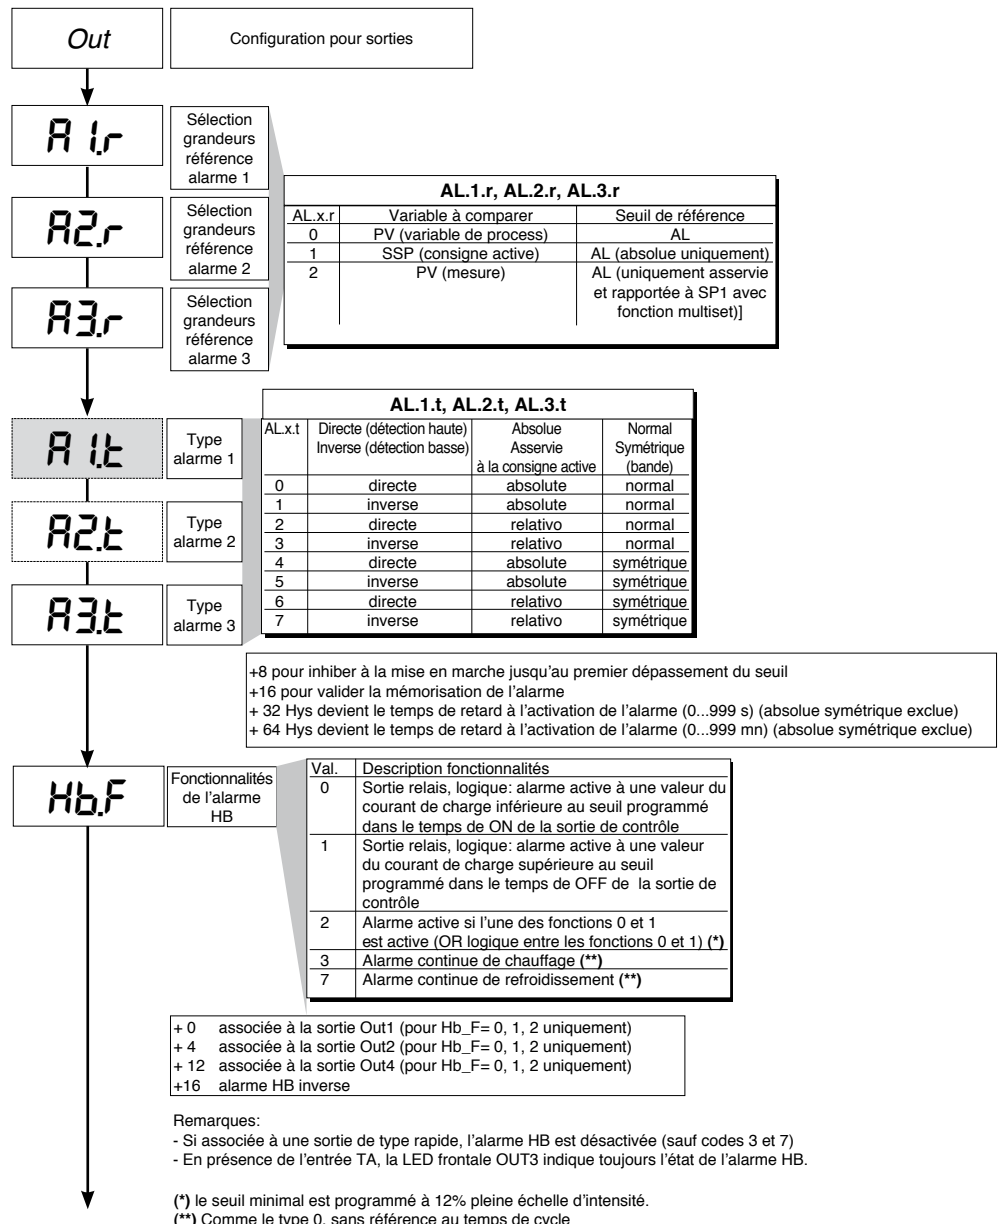 Out
Configuration pour sorties
A1.r
Sélection
grandeurs
référence
alarme 1
A2.r
Sélection
grandeurs
référence
alarme 2
A3.r
Sélection
grandeurs
référence
alarme 3
AL.1.r, AL.2.r, AL.3.r
AL.x.r Variable à comparer Seuil de référence
0 PV (variable de process) AL
1 SSP (consigne active) AL (absolue uniquement)
2 PV (mesure) AL (uniquement asservie
et rapportée à SP1 avec
fonction multiset)]
A1.t
Type
alarme 1
A2.t
Type
alarme 2
A3.t
Type
alarme 3
AL.1.t, AL.2.t, AL.3.t
AL.x.t Directe (détection haute) Absolue Normal
Inverse (détection basse) Asservie Symétrique
à la consigne active (bande)
0 directe absolute normal
1 inverse absolute normal
2 directe relativo normal
3 inverse relativo normal
4 directe absolute symétrique
5 inverse absolute symétrique
6 directe relativo symétrique
7 inverse relativo symétrique
+8 pour inhiber à la mise en marche jusqu'au premier dépassement du seuil
+16 pour valider la mémorisation de l'alarme
+ 32 Hys devient le temps de retard à l'activation de l'alarme (0...999 s) (absolue symétrique exclue)
+ 64 Hys devient le temps de retard à l'activation de l'alarme (0...999 mn) (absolue symétrique exclue)
Hb.F
Fonctionnalités
de l'alarme
HB
Val. Description fonctionnalités
0 Sortie relais, logique: alarme active à une valeur du
courant de charge inférieure au seuil programmé
dans le temps de ON de la sortie de contrôle
1 Sortie relais, logique: alarme active à une valeur
du courant de charge supérieure au seuil
programmé dans le temps de OFF de la sortie de
contrôle
2 Alarme active si l'une des fonctions 0 et 1
est active (OR logique entre les fonctions 0 et 1) (*)
3 Alarme continue de chauffage (**)
7 Alarme continue de refroidissement (**)
+ 0 associée à la sortie Out1 (pour Hb_F= 0, 1, 2 uniquement)
+ 4 associée à la sortie Out2 (pour Hb_F= 0, 1, 2 uniquement)
+ 12 associée à la sortie Out4 (pour Hb_F= 0, 1, 2 uniquement)
+16 alarme HB inverse
Remarques:
- Si associée à une sortie de type rapide, l'alarme HB est désactivée (sauf codes 3 et 7)
- En présence de l'entrée TA, la LED frontale OUT3 indique toujours l'état de l'alarme HB.
(*) le seuil minimal est programmé à 12% pleine échelle d'intensité.
(**) Comme le type 0, sans référence au temps de cycle